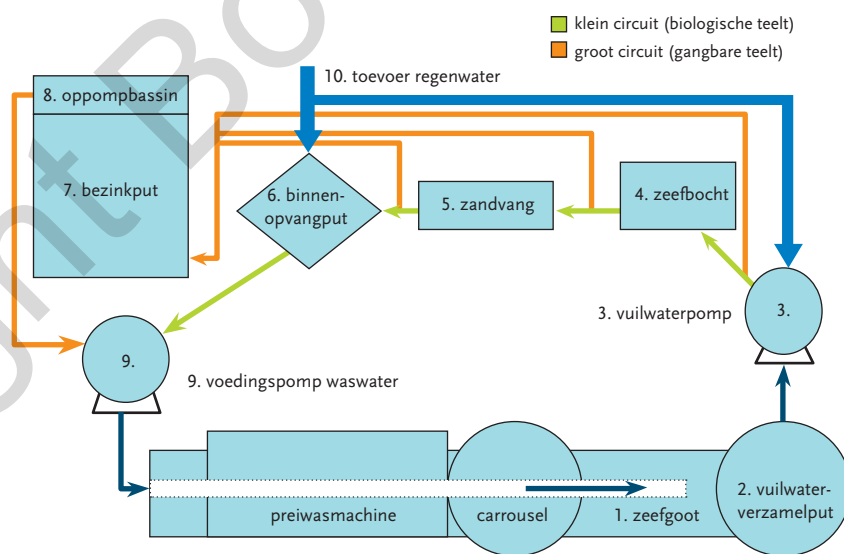 klein circuit (biologische teelt)
groot circuit (gangbare teelt)
10. toevoer regenwater
8. oppompbassin
7. bezinkput
6. binnen-
opvangput
5. zandvang
4. zeefbocht
3. vuilwaterpomp
3.
9.
9. voedingspomp waswater
preiwasmachine
carrousel
1. zeefgoot
2. vuilwater-
verzamelput